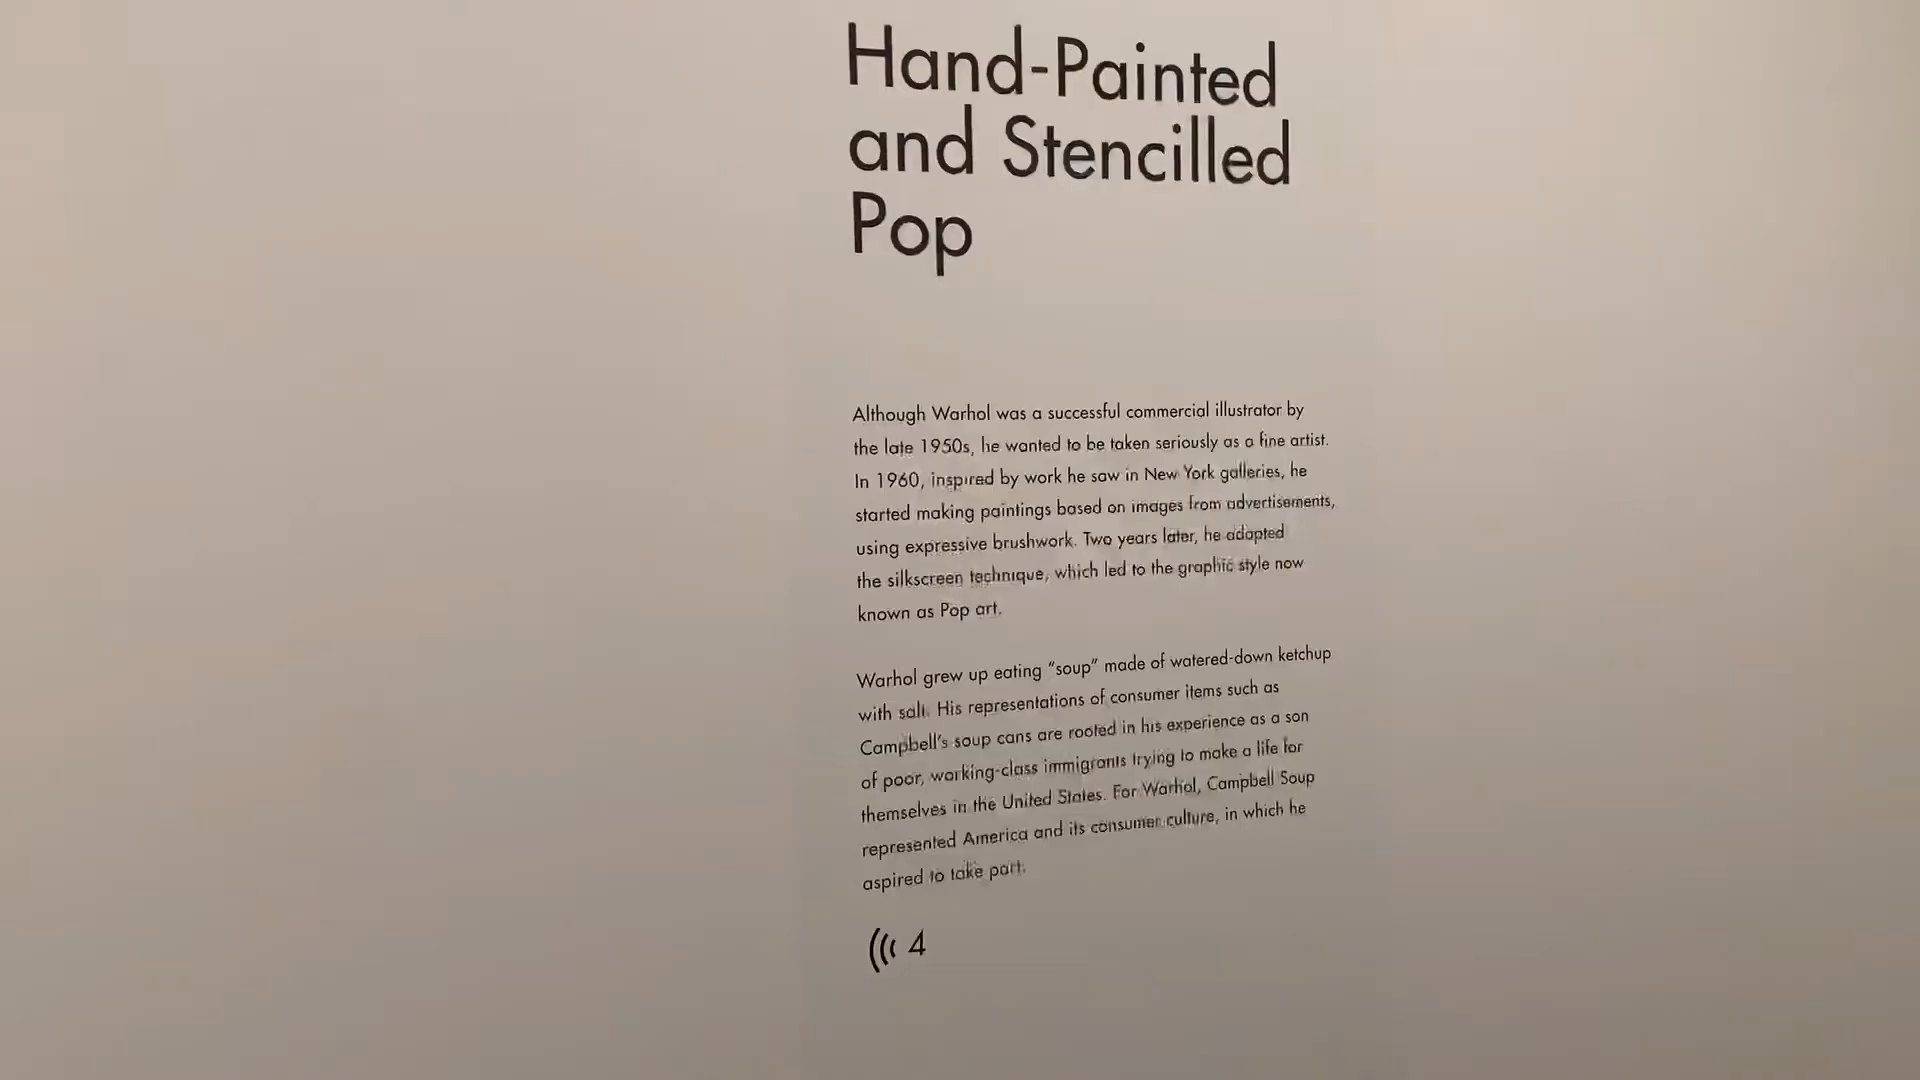 Hand-Painted
and Stencilled
Pop
Although Warhol was a successful commercial illustrator by
the late 1950s, he wanted to be taken seriously as a fine artist.
In 1960, inspired by work he saw in New York galleries, he
started making paintings based on images from advertisements,
using expressive brushwork. Two years later, he adapted
the silkscreen technique, which led to the graphic style now
known as Pop art.
Warhol grew up eating “soup” made of watered-down ketchup
with salt. His representations of consumer items such as
Campbell’s soup cans are rooted in his experience as a son
of poor, working-class immigrants trying to make a life for
themselves in the United States. For Warhol, Campbell Soup
represented America and its consumer culture, in which he
aspired to take part.
4